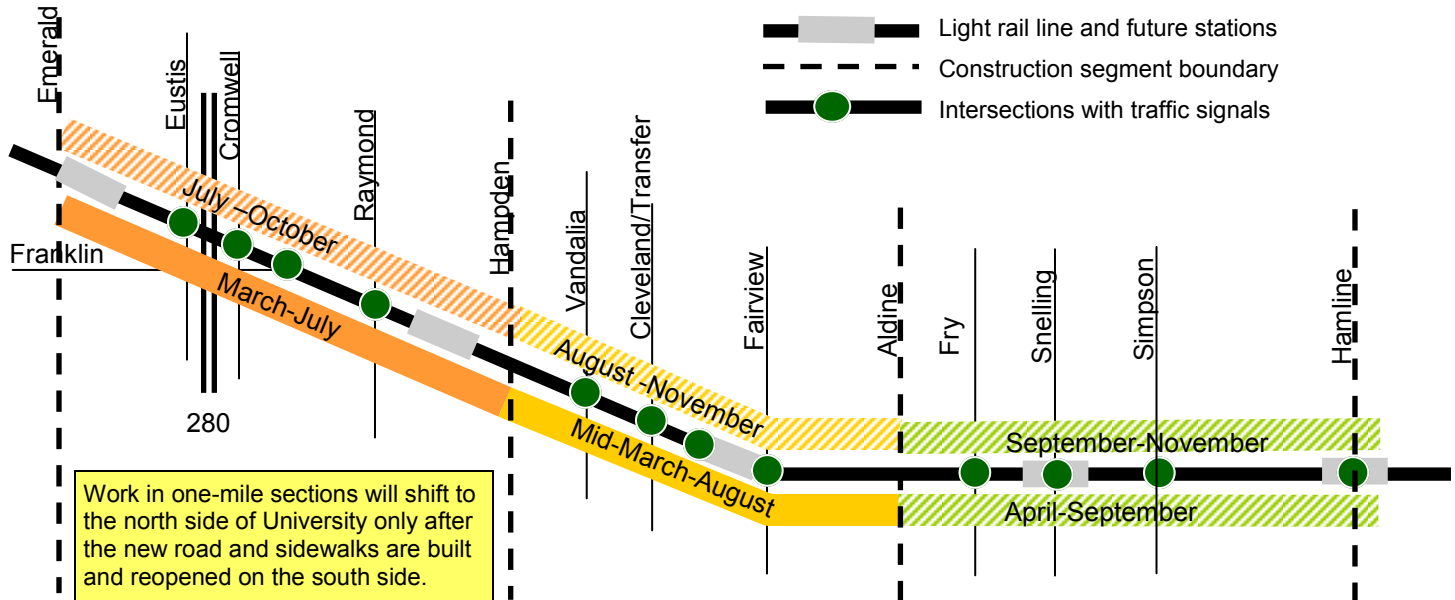 Light rail line and future stations
Construction segment boundary
Intersections with traffic signals
Emerald
Eustis
Cromwell
Raymond
Hampden
Vandalia
Cleveland/Transfer
Fairview
Aldine
Fry
Snelling
Simpson
Hamline
Franklin
280
July –October
March-July
August -November
Mid-March-August
September-November
April-September
Work in one-mile sections will shift to
the north side of University only after
the new road and sidewalks are built
and reopened on the south side.